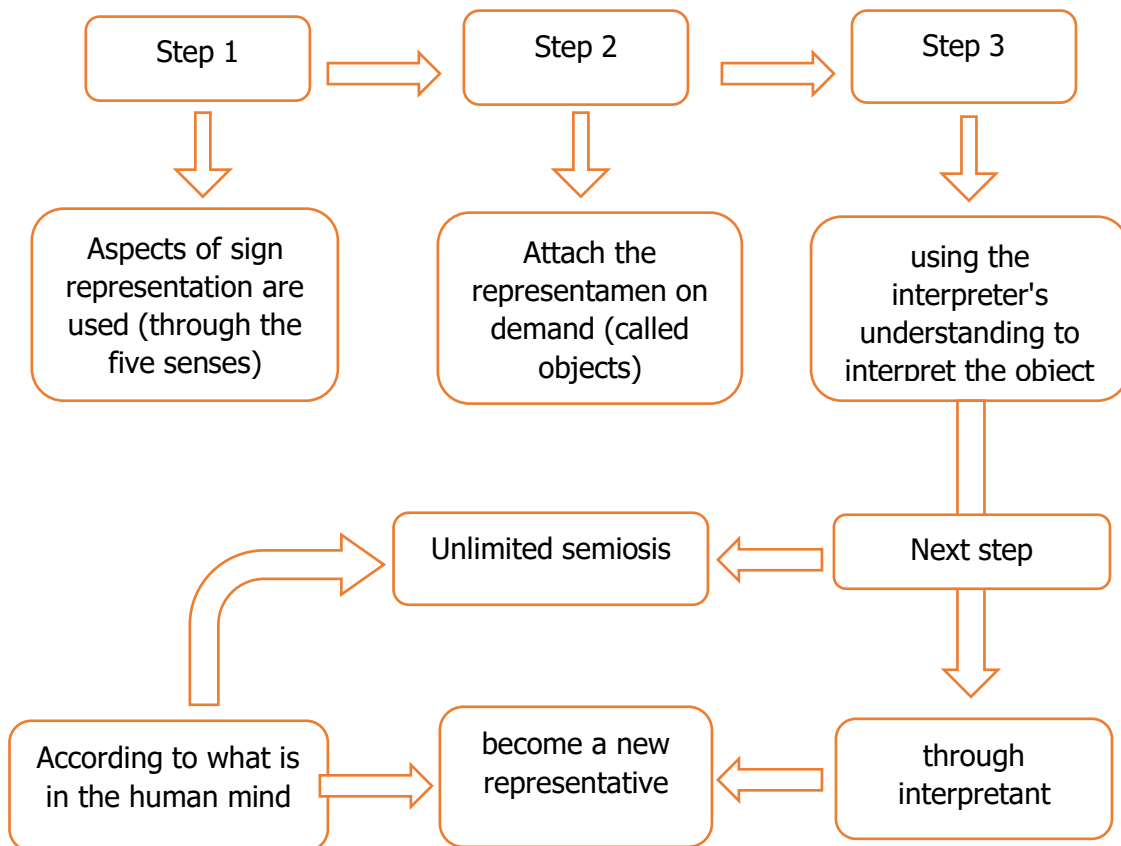 Step 1
Step 2
Step 3
Aspects of sign
representation are
used (through the
five senses)
Attach the
representamen on
demand (called
objects)
using the
interpreter's
understanding to
interpret the object
Unlimited semiosis
Next step
According to what is
in the human mind
become a new
representative
through
interpretant